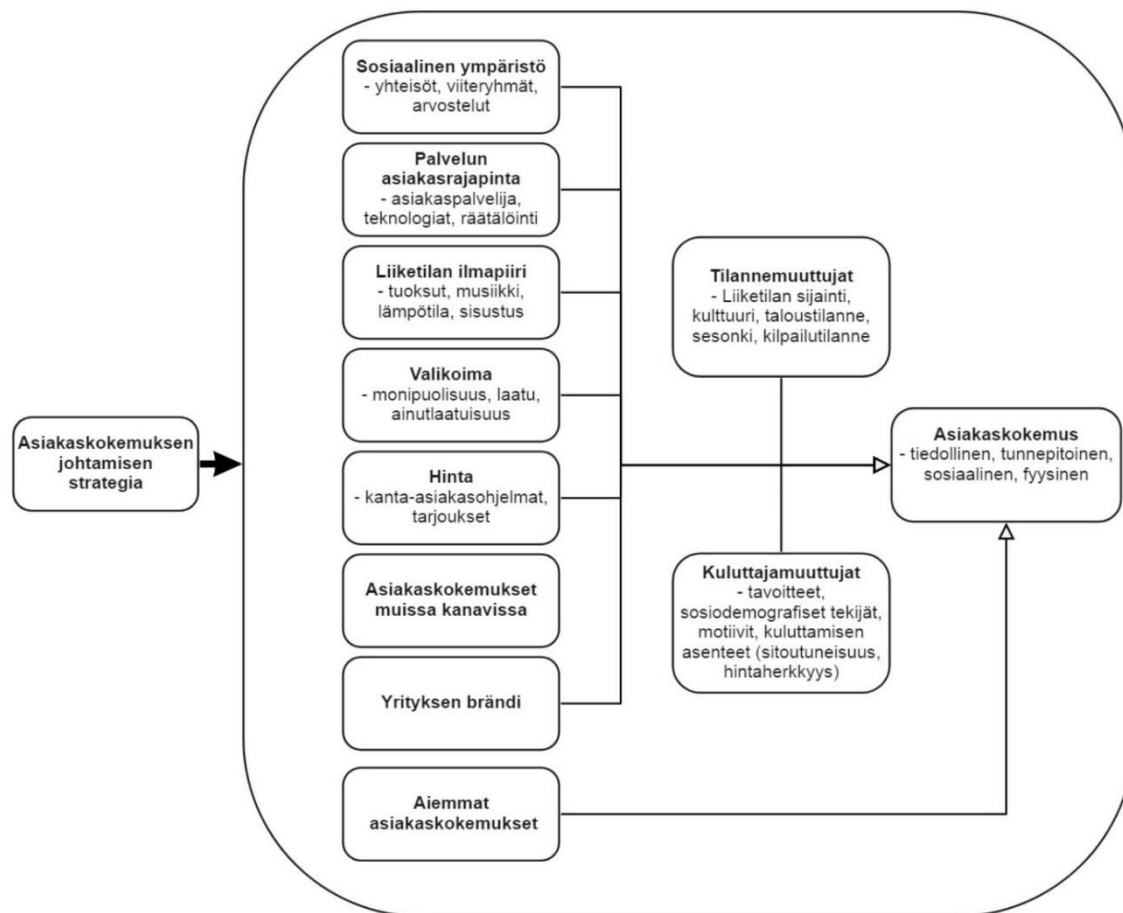 Sosiaalinen ympäristö
- yhteisöt, viiteryhmät,
arvostelut
Palvelun
asiakasrajapinta
- asiakaspalvelija,
teknologiat, räätälöinti
Liiketilan ilmapiiri
- tuoksut, musiikki,
lämpötila, sisustus
Valikoima
- monipuolisuus, laatu,
ainutlaatuisuus
Hinta
- kanta-asiakasohjelmat,
tarjoukset
Asiakaskokemukset
muissa kanavissa
Yrityksen brändi
Aiemmat
asiakaskokemukset
Asiakaskokemuksen
johtamisen
strategia
Tilannemuuttujat
- Liiketilan sijainti,
kulttuuri, taloustilanne,
sesonki, kilpailutilanne
Kuluttajamuuttujat
- tavoitteet,
sosiodemografiset tekijät,
motiivit, kuluttamisen
asenteet (sitoutuneisuus,
hintaherkkyys)
Asiakaskokemus
- tiedollinen, tunnepitoinen,
sosiaalinen, fyysinen